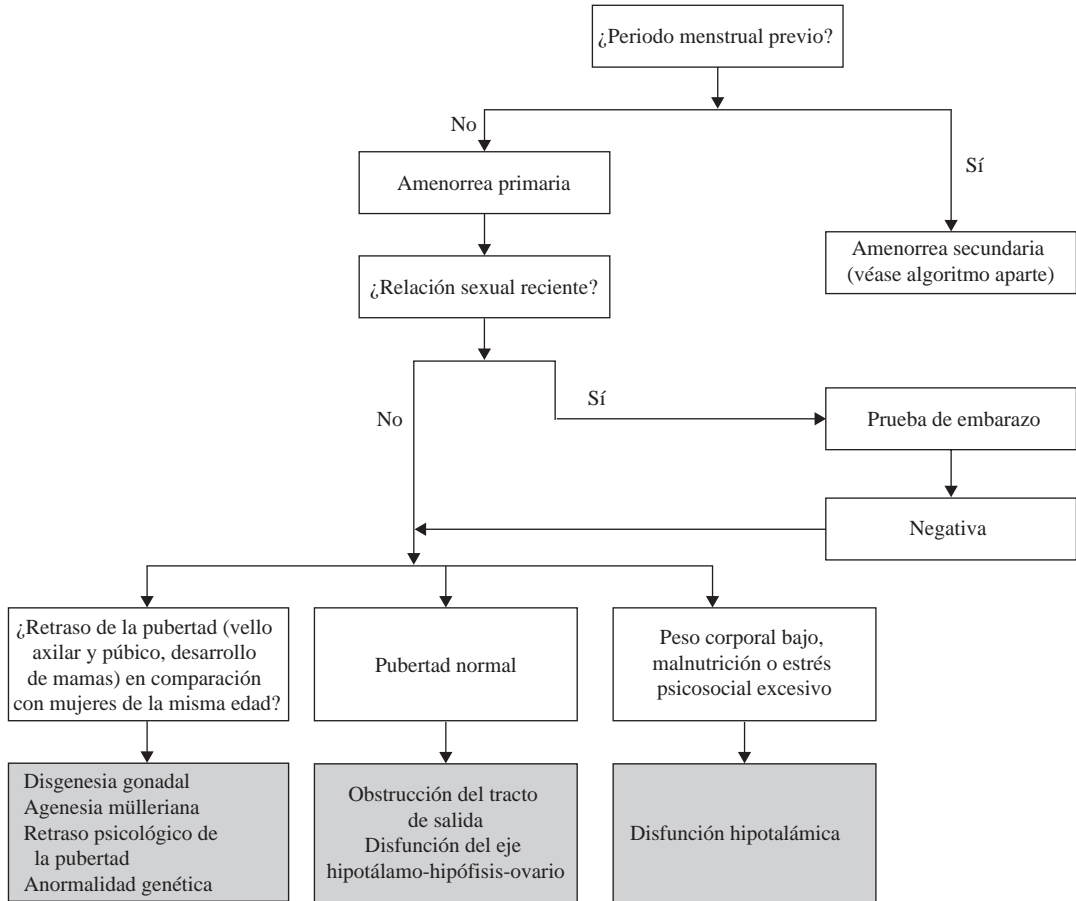 ¿Periodo menstrual previo?
No
Sí
Amenorrea primaria
Amenorrea secundaria
(véase algoritmo aparte)
¿Relación sexual reciente?
No
Sí
Prueba de embarazo
Negativa
¿Retraso de la pubertad (vello
axilar y púbico, desarrollo
de mamas) en comparación
con mujeres de la misma edad?
Pubertad normal
Peso corporal bajo,
malnutrición o estrés
psicosocial excesivo
Disgenesia gonadal
Agenesia mülleriana
Retraso psicológico de
la pubertad
Anormalidad genética
Obstrucción del tracto
de salida
Disfunción del eje
hipotálamo-hipófisis-ovario
Disfunción hipotalámica